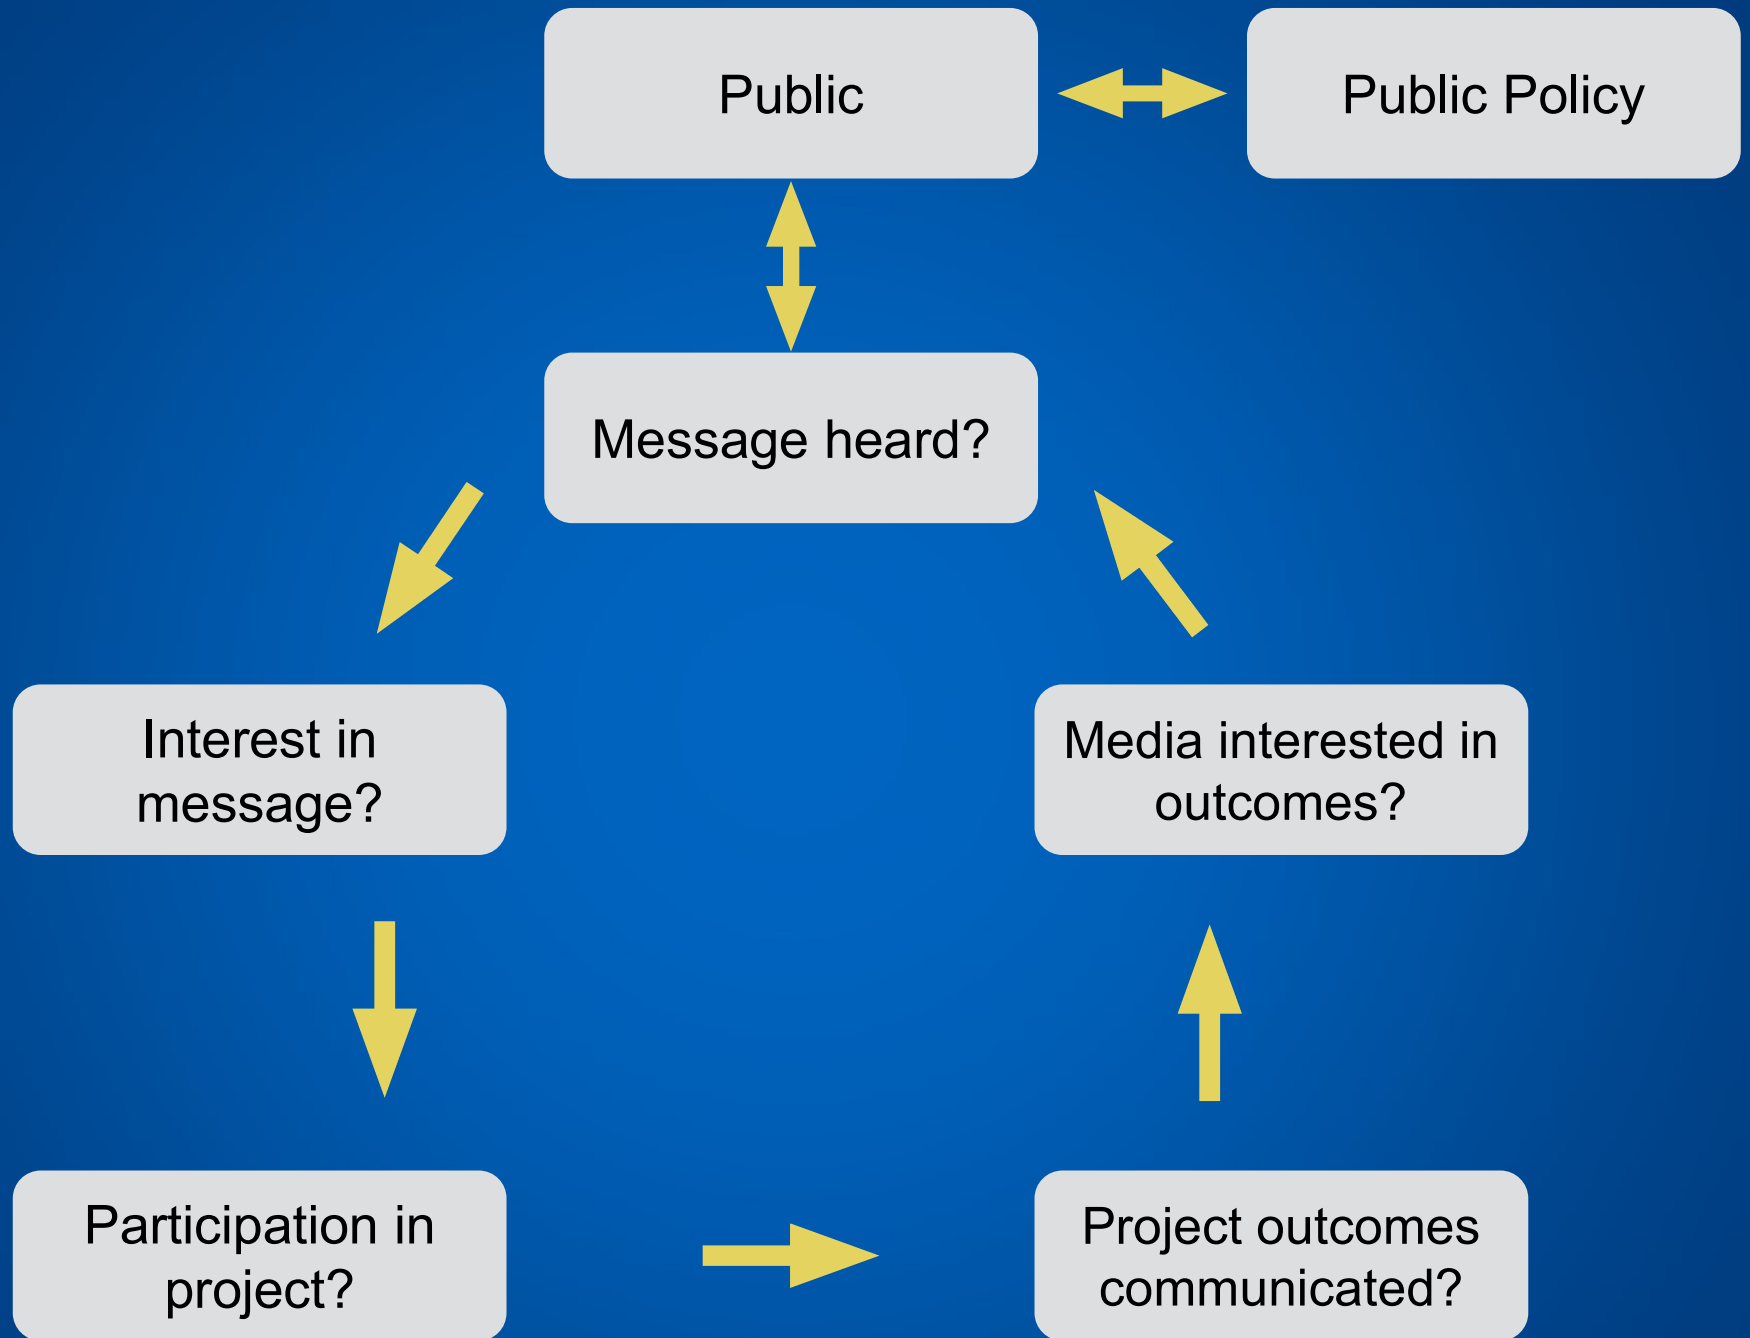 Public
Public Policy
Message heard?
Interest in
message?
Media interested in
outcomes?
Participation in
project?
Project outcomes
communicated?